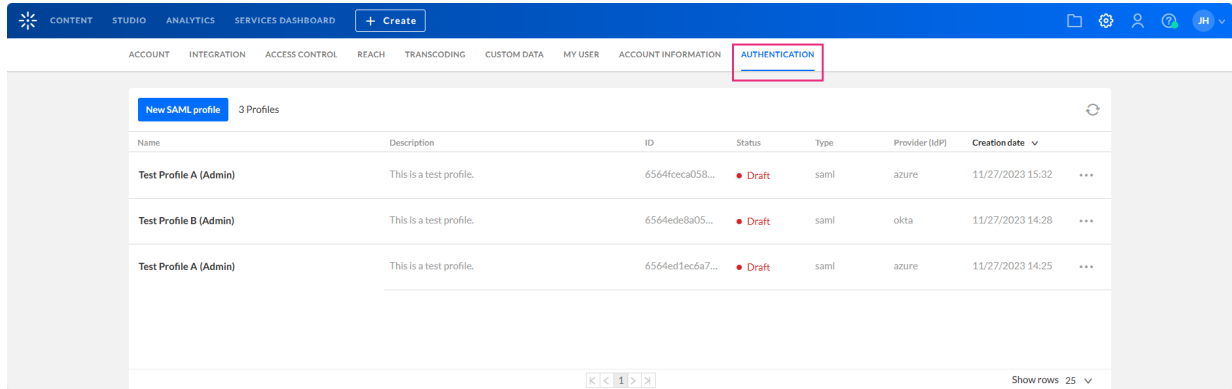 CONTENT STUDIO ANALYTICS SERVICES DASHBOARD + Create JH
ACCOUNT INTEGRATION ACCESS CONTROL REACH TRANSCODING CUSTOM DATA MY USER ACCOUNT INFORMATION AUTHENTICATION
New SAML profile 3 Profiles
Name Description ID Status Type Provider (IdP) Creation date
Test Profile A (Admin) This is a test profile. 6564fceca058... Draft saml azure 11/27/2023 15:32
Test Profile B (Admin) This is a test profile. 6564ede8a05... Draft saml okta 11/27/2023 14:28
Test Profile A (Admin) This is a test profile. 6564ed1ec6a7... Draft saml azure 11/27/2023 14:25
1 Show rows 25